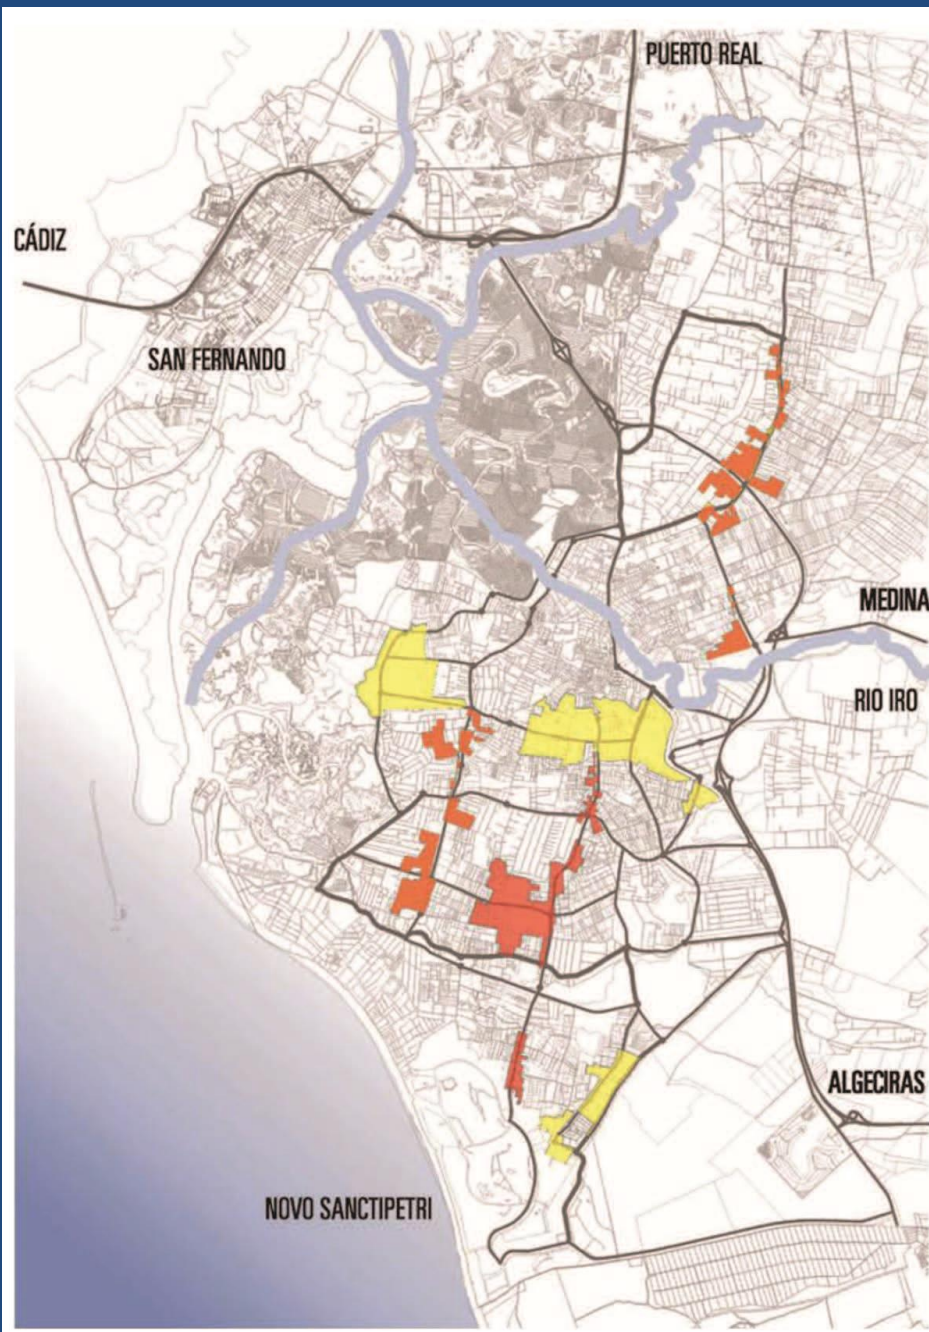 PUERTO REAL
CÁDIZ
SAN FERNANDO
MEDINA
RIO IRO
ALGECIRAS
NOVO SANCTIPETRI